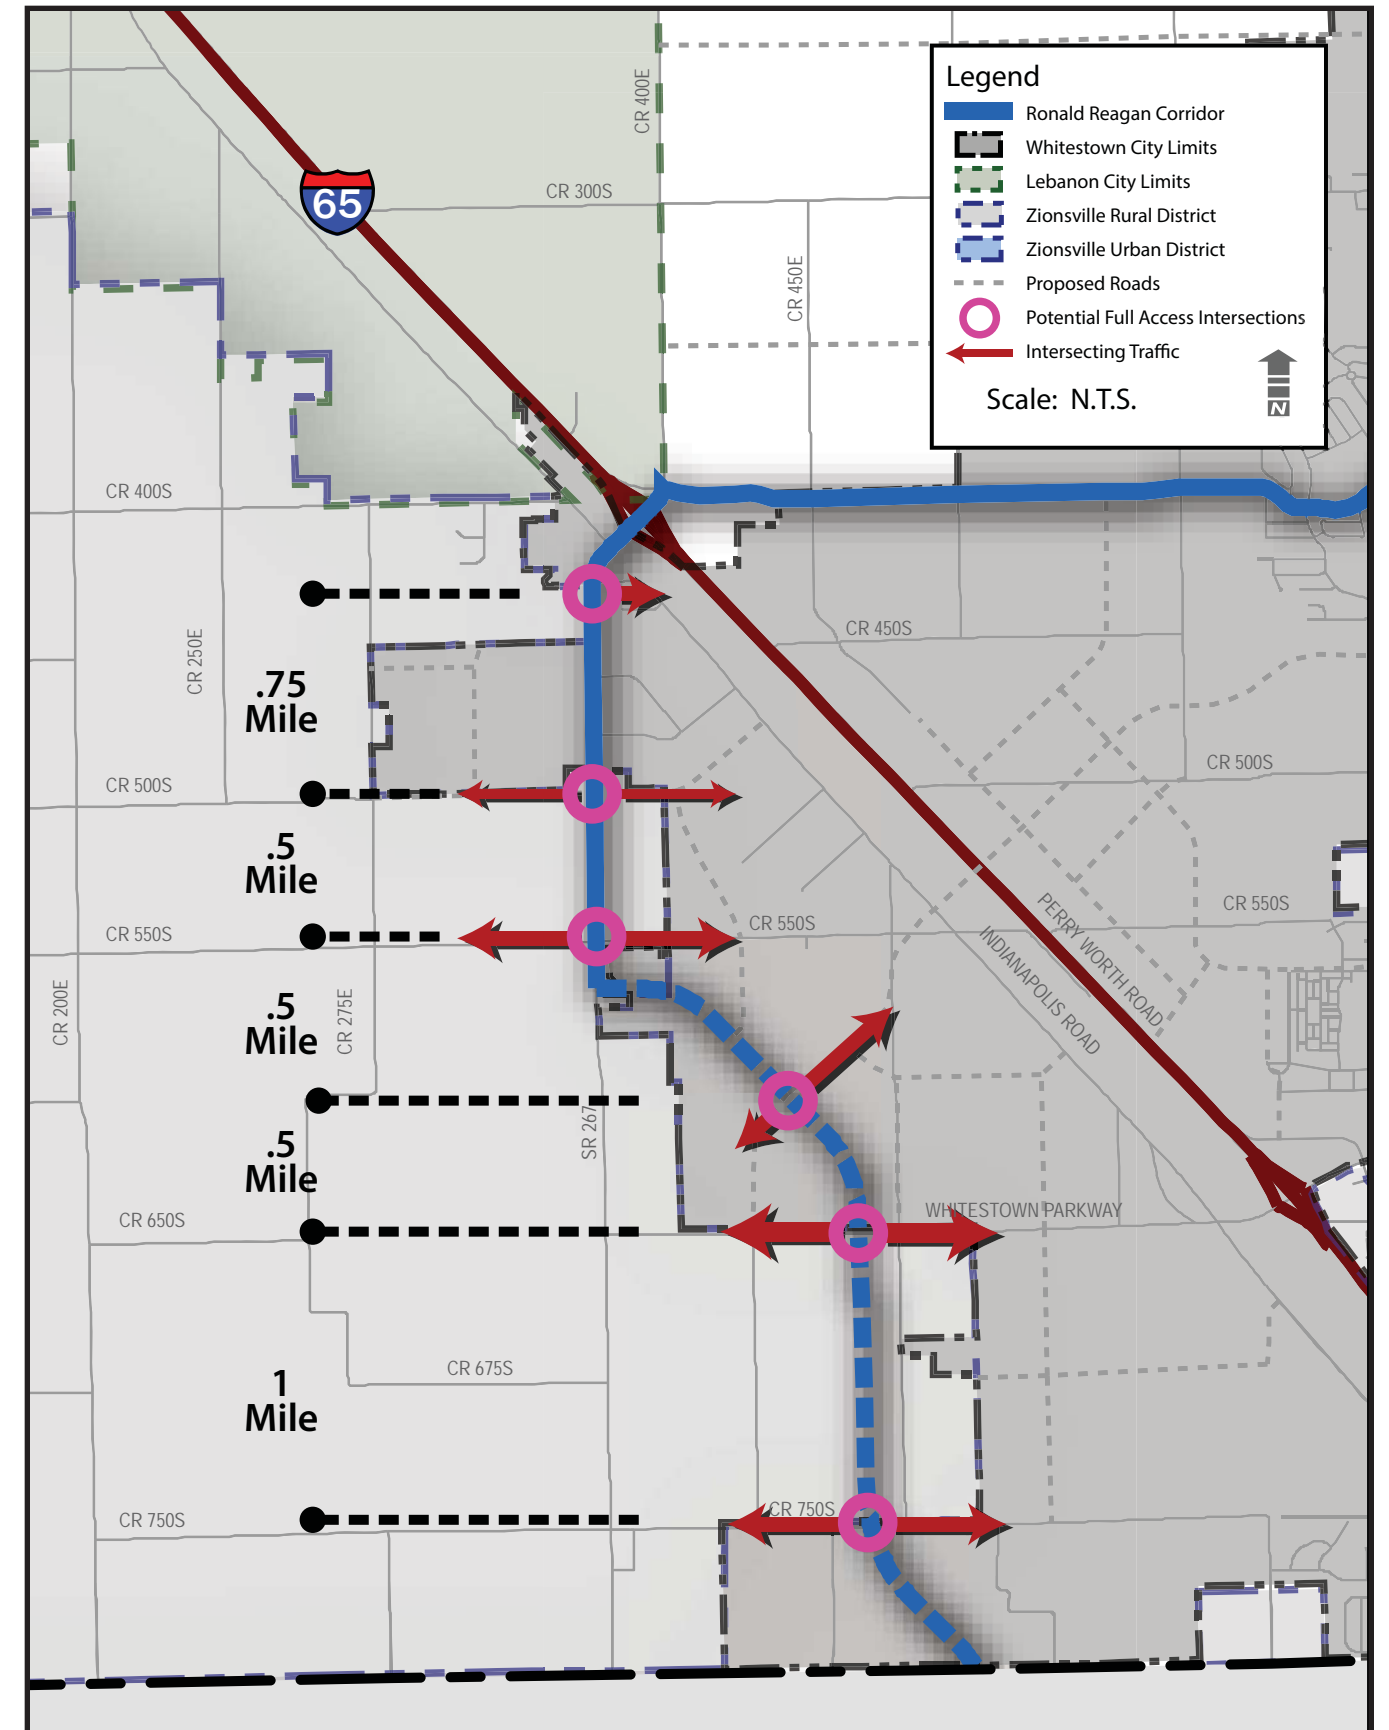 Legend
Ronald Reagan Corridor
Whitestown City Limits
Lebanon City Limits
Zionsville Rural District
Zionsville Urban District
Proposed Roads
Potential Full Access Intersections
Intersecting Traffic
Scale: N.T.S.
N
CR 400E
65
CR 300S
CR 450E
CR 400S
CR 450S
CR 250E
.75
Mile
CR 500S
CR 500S
.5
Mile
CR 550S
CR 550S
CR 550S
PERRY WORTH ROAD
INDIANAPOLIS ROAD
CR 200E
CR 275E
.5
Mile
SR 267
.5
Mile
CR 650S
WHITESTOWN PARKWAY
CR 675S
1
Mile
CR 750S
CR 750S